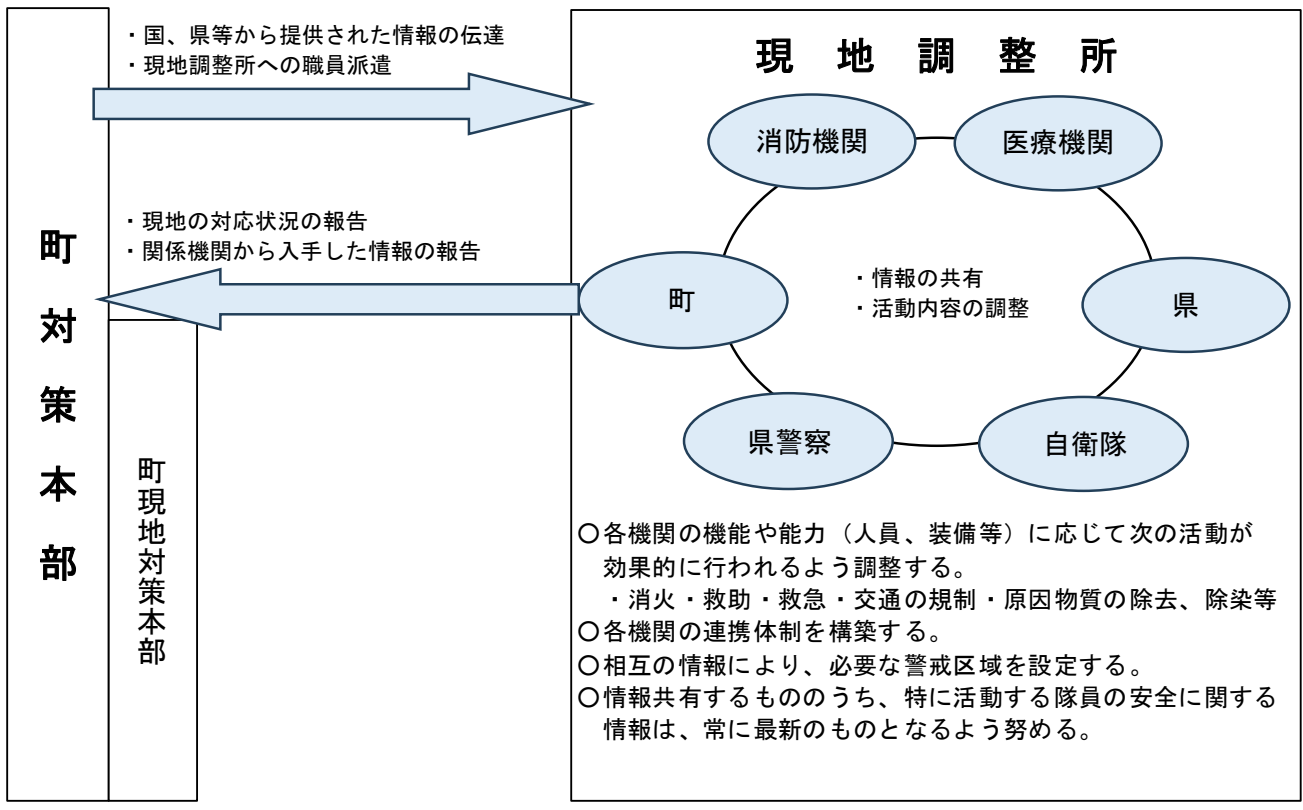 町対策本部
町現地対策本部
・国、県等から提供された情報の伝達
・現地調整所への職員派遣
・現地の対応状況の報告
・関係機関から入手した情報の報告
現地調整所
消防機関
医療機関
町
県
県警察
自衛隊
・情報の共有
・活動内容の調整
〇各機関の機能や能力（人員、装備等）に応じて次の活動が
効果的に行われるよう調整する。
・消火・救助・救急・交通の規制・原因物質の除去、除染等
〇各機関の連携体制を構築する。
〇相互の情報により、必要な警戒区域を設定する。
〇情報共有するもののうち、特に活動する隊員の安全に関する
情報は、常に最新のものとなるよう努める。